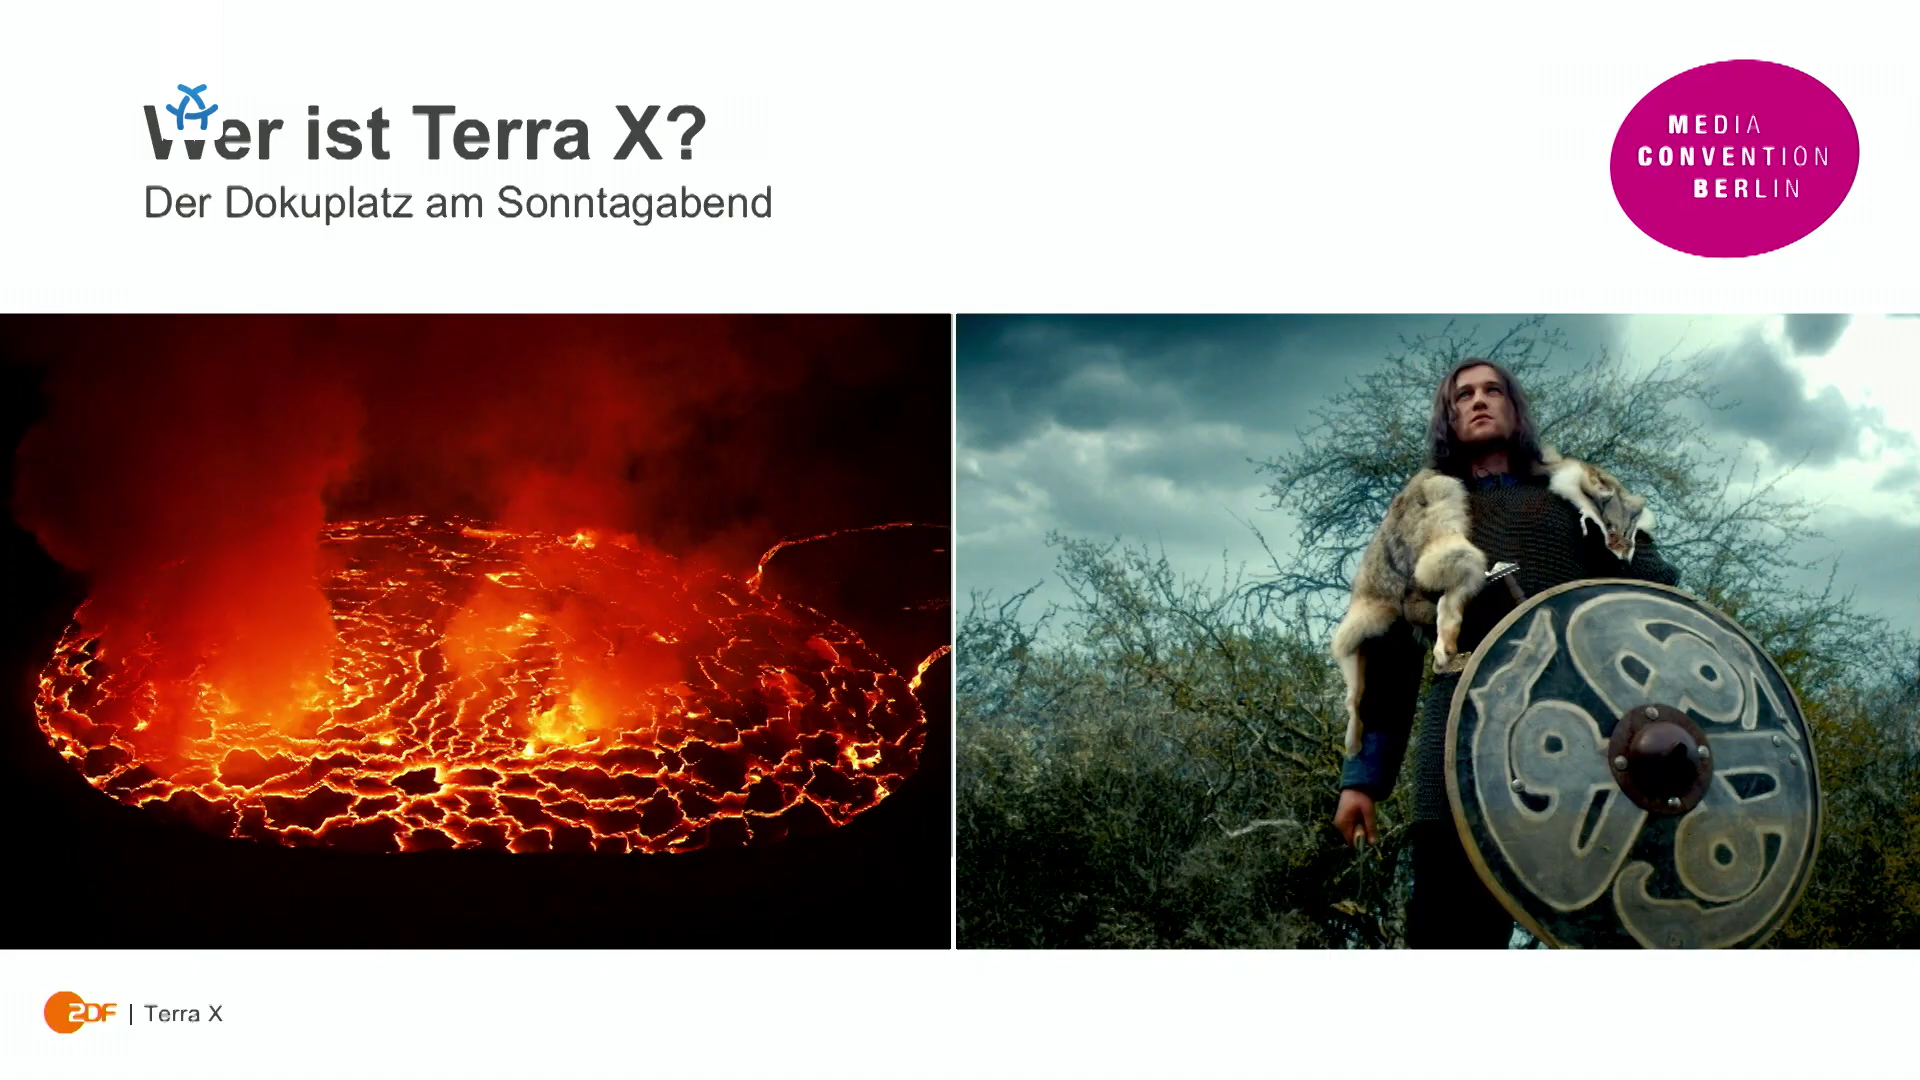 Wer ist Terra X?
Der Dokuplatz am Sonntagabend
MEDIA
CONVENTION
BERLIN
ZDF | Terra X